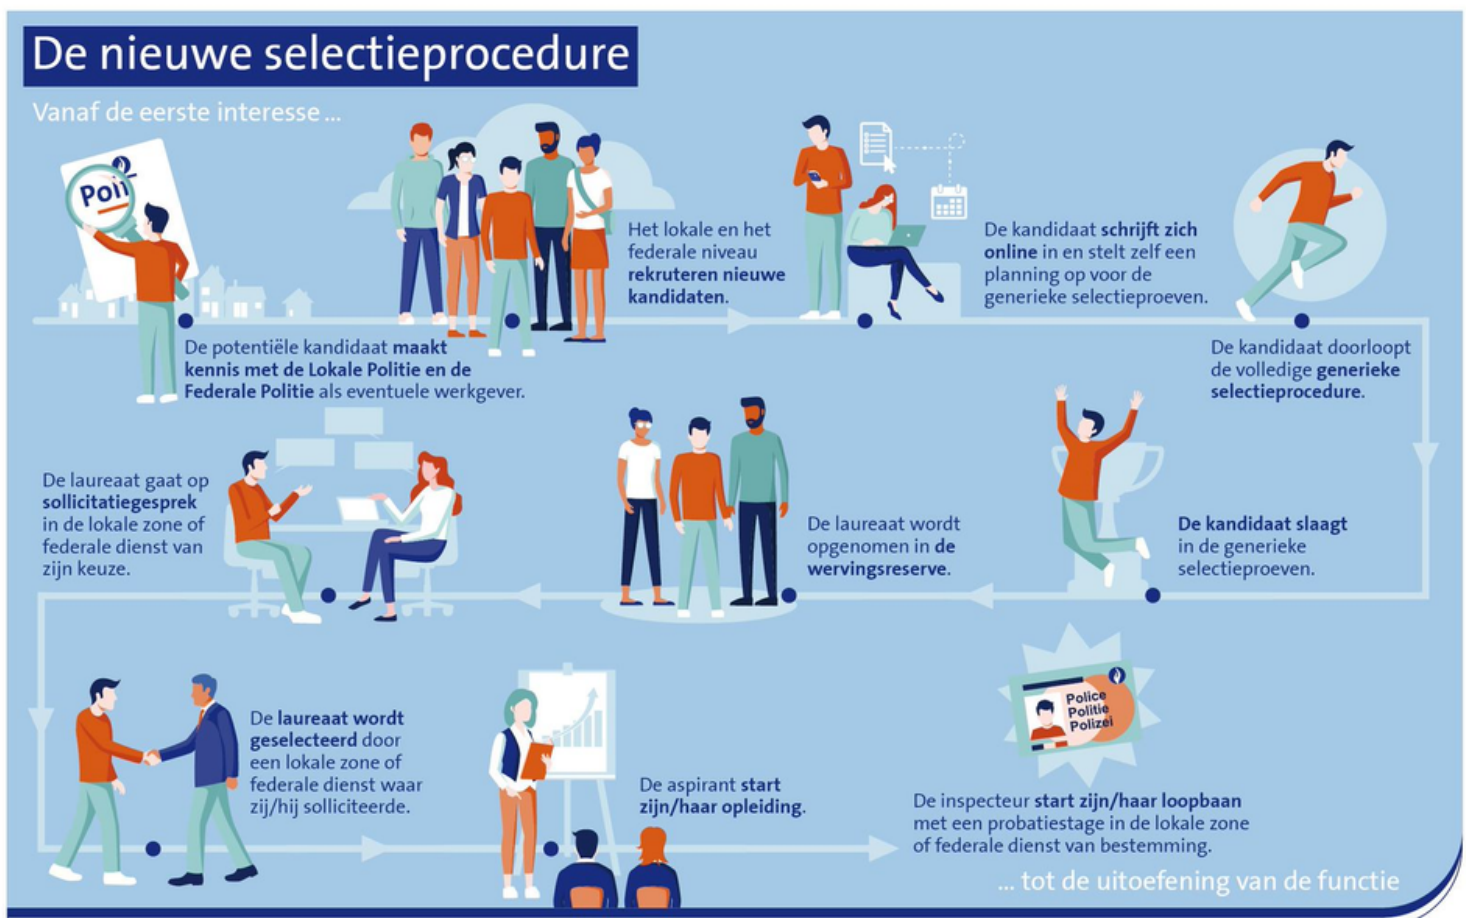 De nieuwe selectieprocedure
Vanaf de eerste interesse ...
Poli
De potentiële kandidaat maakt
kennis met de Lokale Politie en de
Federale Politie als eventuele werkgever.
Het lokale en het
federale niveau
rekruteren nieuwe
kandidaten.
De kandidaat schrijft zich
online in en stelt zelf een
planning op voor de
generieke selectieproeven.
De kandidaat doorloopt
de volledige generieke
selectieprocedure.
De kandidaat slaagt
in de generieke
selectieproeven.
De laureaat wordt
opgenomen in de
wervingsreserve.
De laureaat gaat op
sollicitatiegesprek
in de lokale zone of
federale dienst van
zijn keuze.
De laureaat wordt
geselecteerd door
een lokale zone of
federale dienst waar
zij/hij solliciteerde.
De aspirant start
zijn/haar opleiding.
Police
Politie
Polizei
De inspecteur start zijn/haar loopbaan
met een probatiestage in de lokale zone
of federale dienst van bestemming.
... tot de uitoefening van de functie